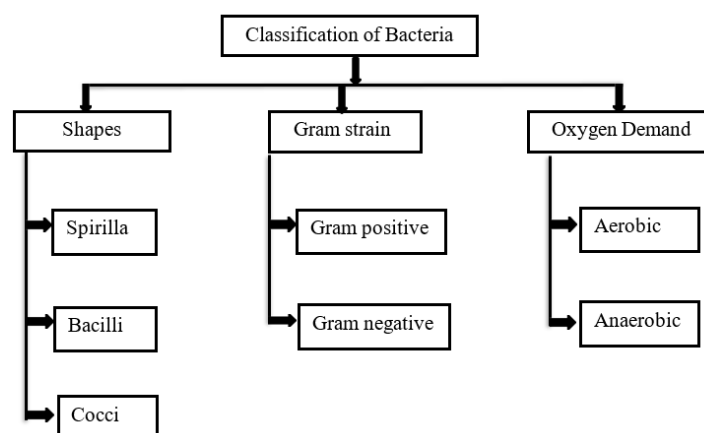 Classification of Bacteria
Shapes
Gram strain
Oxygen Demand
Spirilla
Gram positive
Aerobic
Bacilli
Gram negative
Anaerobic
Cocci